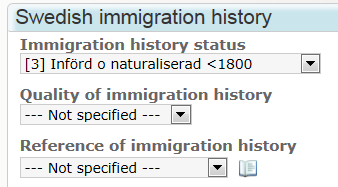 Swedish immigration history
Immigration history status
[3] Införd o naturaliserad <1800
Quality of immigration history
--- Not specified ---
Reference of immigration history
--- Not specified ---